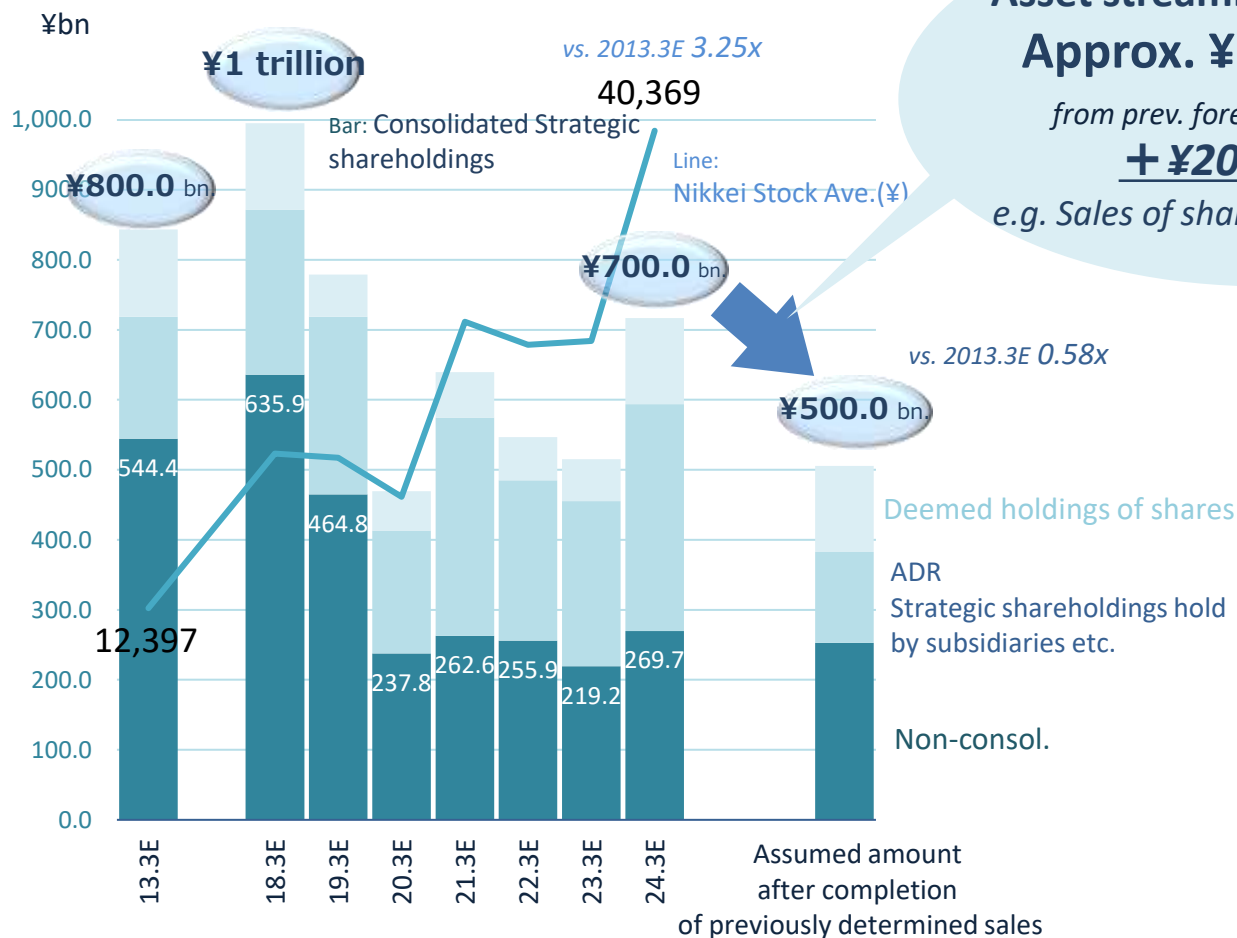 ¥bn
Asset
Approx. ¥
from prev.
＋¥20
e.g. Sales of
vs. 2013.3E 3.25x
40,369
¥1 trillion
Bar: Consolidated Strategic
shareholdings
Line:
Nikkei Stock Ave.(¥)
¥800.0 bn.
¥700.0 bn.
vs. 2013.3E 0.58x
¥500.0 bn.
1,000.0
900
800.0
700.0
600.0
500.0
400.0
300.0
200.0
100.0
0.0
544.4
635.9
464.8
237.8
262.6
255.9
219.2
269.7
12,397
Deemed holdings of shares
ADR
Strategic shareholdings hold
by subsidiaries etc.
Non-consol.
13.3E
18.3E
19.3E
20.3E
21.3E
22.3E
23.3E
24.3E
Assumed amount
after completion
of previously determined sales